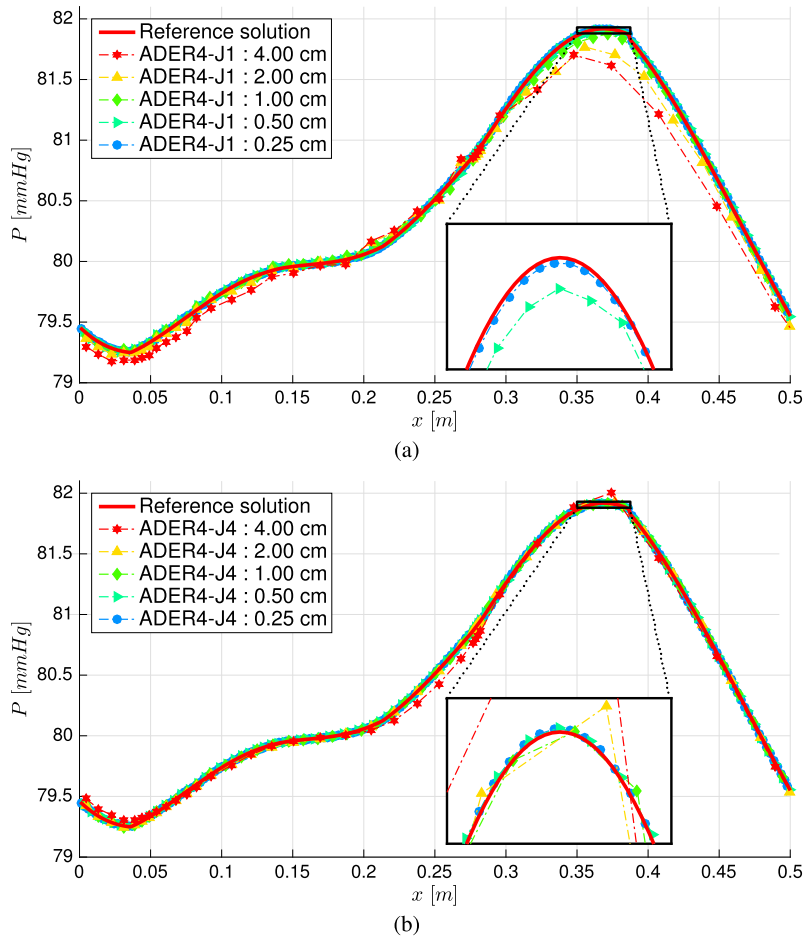 82
81.5
81
80.5
80
79.5
79
P [mmHg]
Reference solution
ADER4-J1 : 4.00 cm
ADER4-J1 : 2.00 cm
ADER4-J1 : 1.00 cm
ADER4-J1 : 0.50 cm
ADER4-J1 : 0.25 cm
0 0.05 0.1 0.15 0.2 0.25 0.3 0.35 0.4 0.45 0.5
x [m]
(a)
82
81.5
81
80.5
80
79.5
79
P [mmHg]
Reference solution
ADER4-J4 : 4.00 cm
ADER4-J4 : 2.00 cm
ADER4-J4 : 1.00 cm
ADER4-J4 : 0.50 cm
ADER4-J4 : 0.25 cm
0 0.05 0.1 0.15 0.2 0.25 0.3 0.35 0.4 0.45 0.5
x [m]
(b)